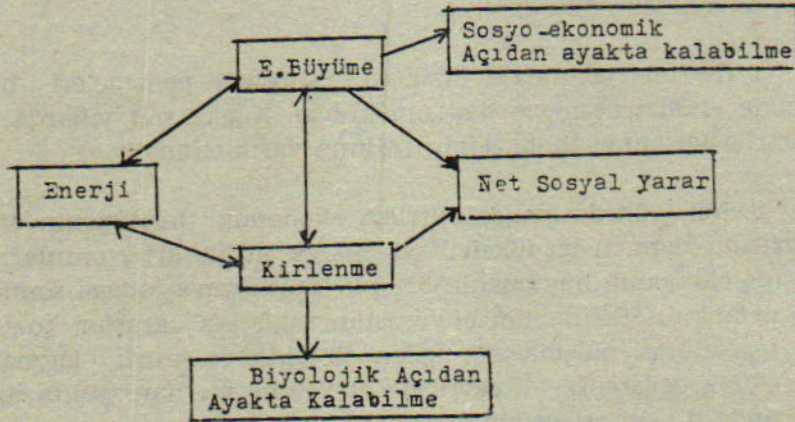 Sosyo-ekonomik
Açıdan ayakta kalabilme
E.Büyüme
Enerji
Net Sosyal Yarar
Kirlenme
Biyolojik Açıdan
Ayakta Kalabilme